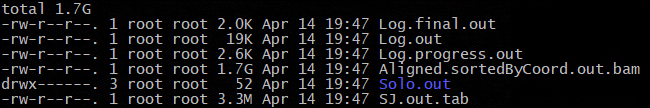 total 1.7G
-rw-r--r--. 1 root root 2.0K Apr 14 19:47 Log.final.out
-rw-r--r--. 1 root root  19K Apr 14 19:47 Log.out
-rw-r--r--. 1 root root 2.6K Apr 14 19:47 Log.progress.out
-rw-r--r--. 1 root root 1.7G Apr 14 19:47 Aligned.sortedByCoord.out.bam
drwx------. 3 root root   52 Apr 14 19:47 Solo.out
-rw-r--r--. 1 root root 3.3M Apr 14 19:47 SJ.out.tab